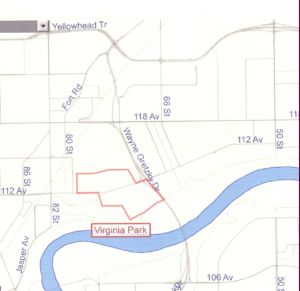 Yellowhead Tr
Fort Rd
66 St
118 Av
Wayne Gretzky Dr
80 St
50 St
112 Av
86 St
112 Av
82 St
Virginia Park
Jasper Av
106 Av